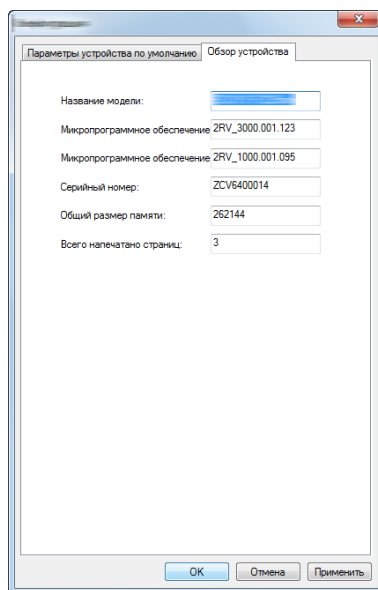 Параметры устройства по умолчанию Обзор устройства
Название модели:
Микропрограммное обеспечение 2RV_3000.001.123
Микропрограммное обеспечение 2RV_1000.001.095
Серийный номер: ZCV6400014
Общий размер памяти: 262144
Всего напечатано страниц: 3
OK Отмена Применить